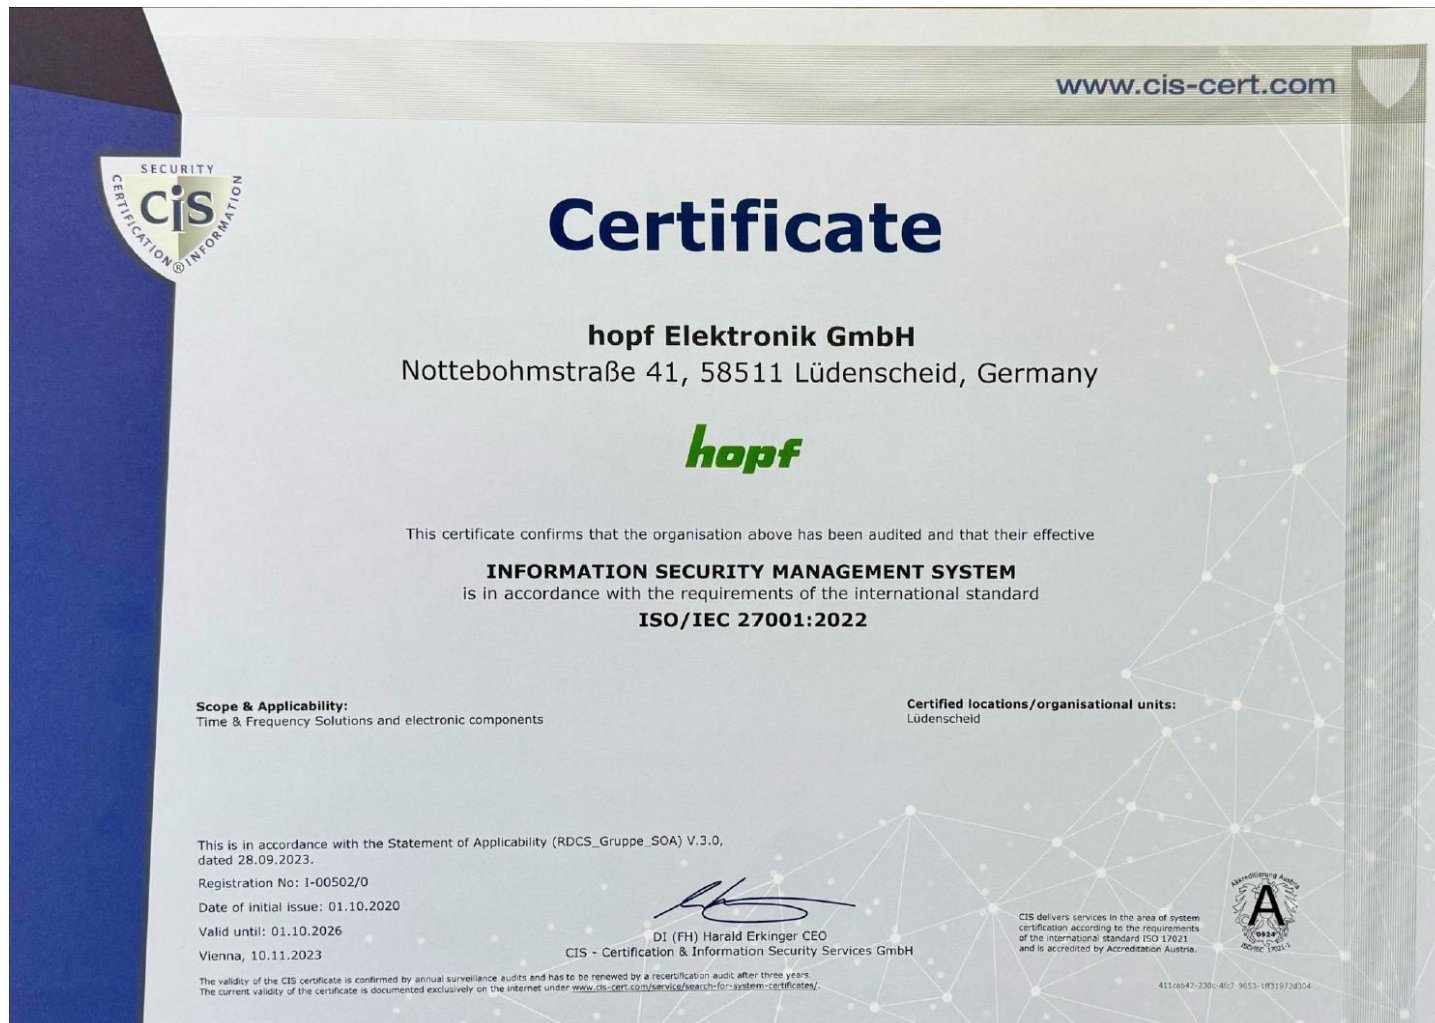 www.cis-cert.com
SECURITY
CERTIFICATION INFORMATION
CiS
®
Certificate
hopf Elektronik GmbH
Nottebohmstraße 41, 58511 Lüdenscheid, Germany
hopf
This certificate confirms that the organisation above has been audited and that their effective
INFORMATION SECURITY MANAGEMENT SYSTEM
is in accordance with the requirements of the international standard
ISO/IEC 27001:2022
Scope & Applicability:
Time & Frequency Solutions and electronic components
Certified locations/organisational units:
Lüdenscheid
This is in accordance with the Statement of Applicability (RDCS_Gruppe_SOA) V.3.0,
dated 28.09.2023.
Registration No: I-00502/0
Date of initial issue: 01.10.2020
Valid until: 01.10.2026
Vienna, 10.11.2023
DI (FH) Harald Erkinger CEO
CIS - Certification & Information Security Services GmbH
CIS delivers services in the area of system
certification according to the requirements
of the international standard ISO 17021
and is accredited by Accreditation Austria.
Akkreditierung Austria
A
0924
ISO/IEC 17021-1
The validity of the CIS certificate is confirmed by annual surveillance audits and has to be renewed by a recertification audit after three years.
The current validity of the certificate is documented exclusively on the internet under www.cis-cert.com/service/search-for-system-certificates/.